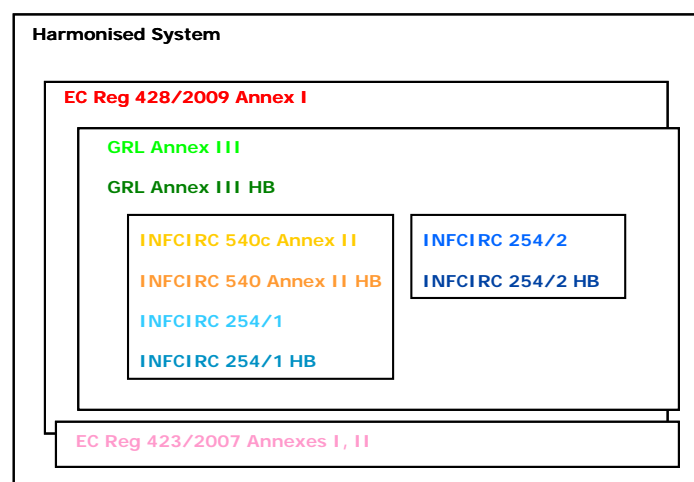 Harmonised System
EC Reg 428/2009 Annex I
GRL Annex III
GRL Annex III HB
INFCIRC 540c Annex II
INFCIRC 540 Annex II HB
INFCIRC 254/1
INFCIRC 254/1 HB
INFCIRC 254/2
INFCIRC 254/2 HB
EC Reg 423/2007 Annexes I, II